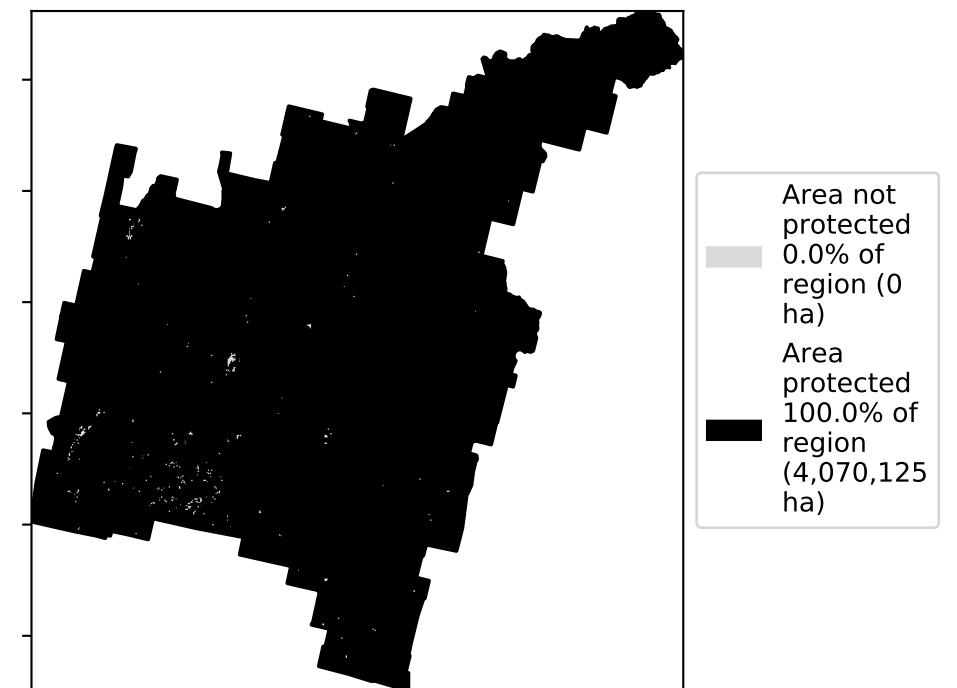 Area not
protected
0.0% of
region (0
ha)
Area
protected
100.0% of
region
(4,070,125
ha)